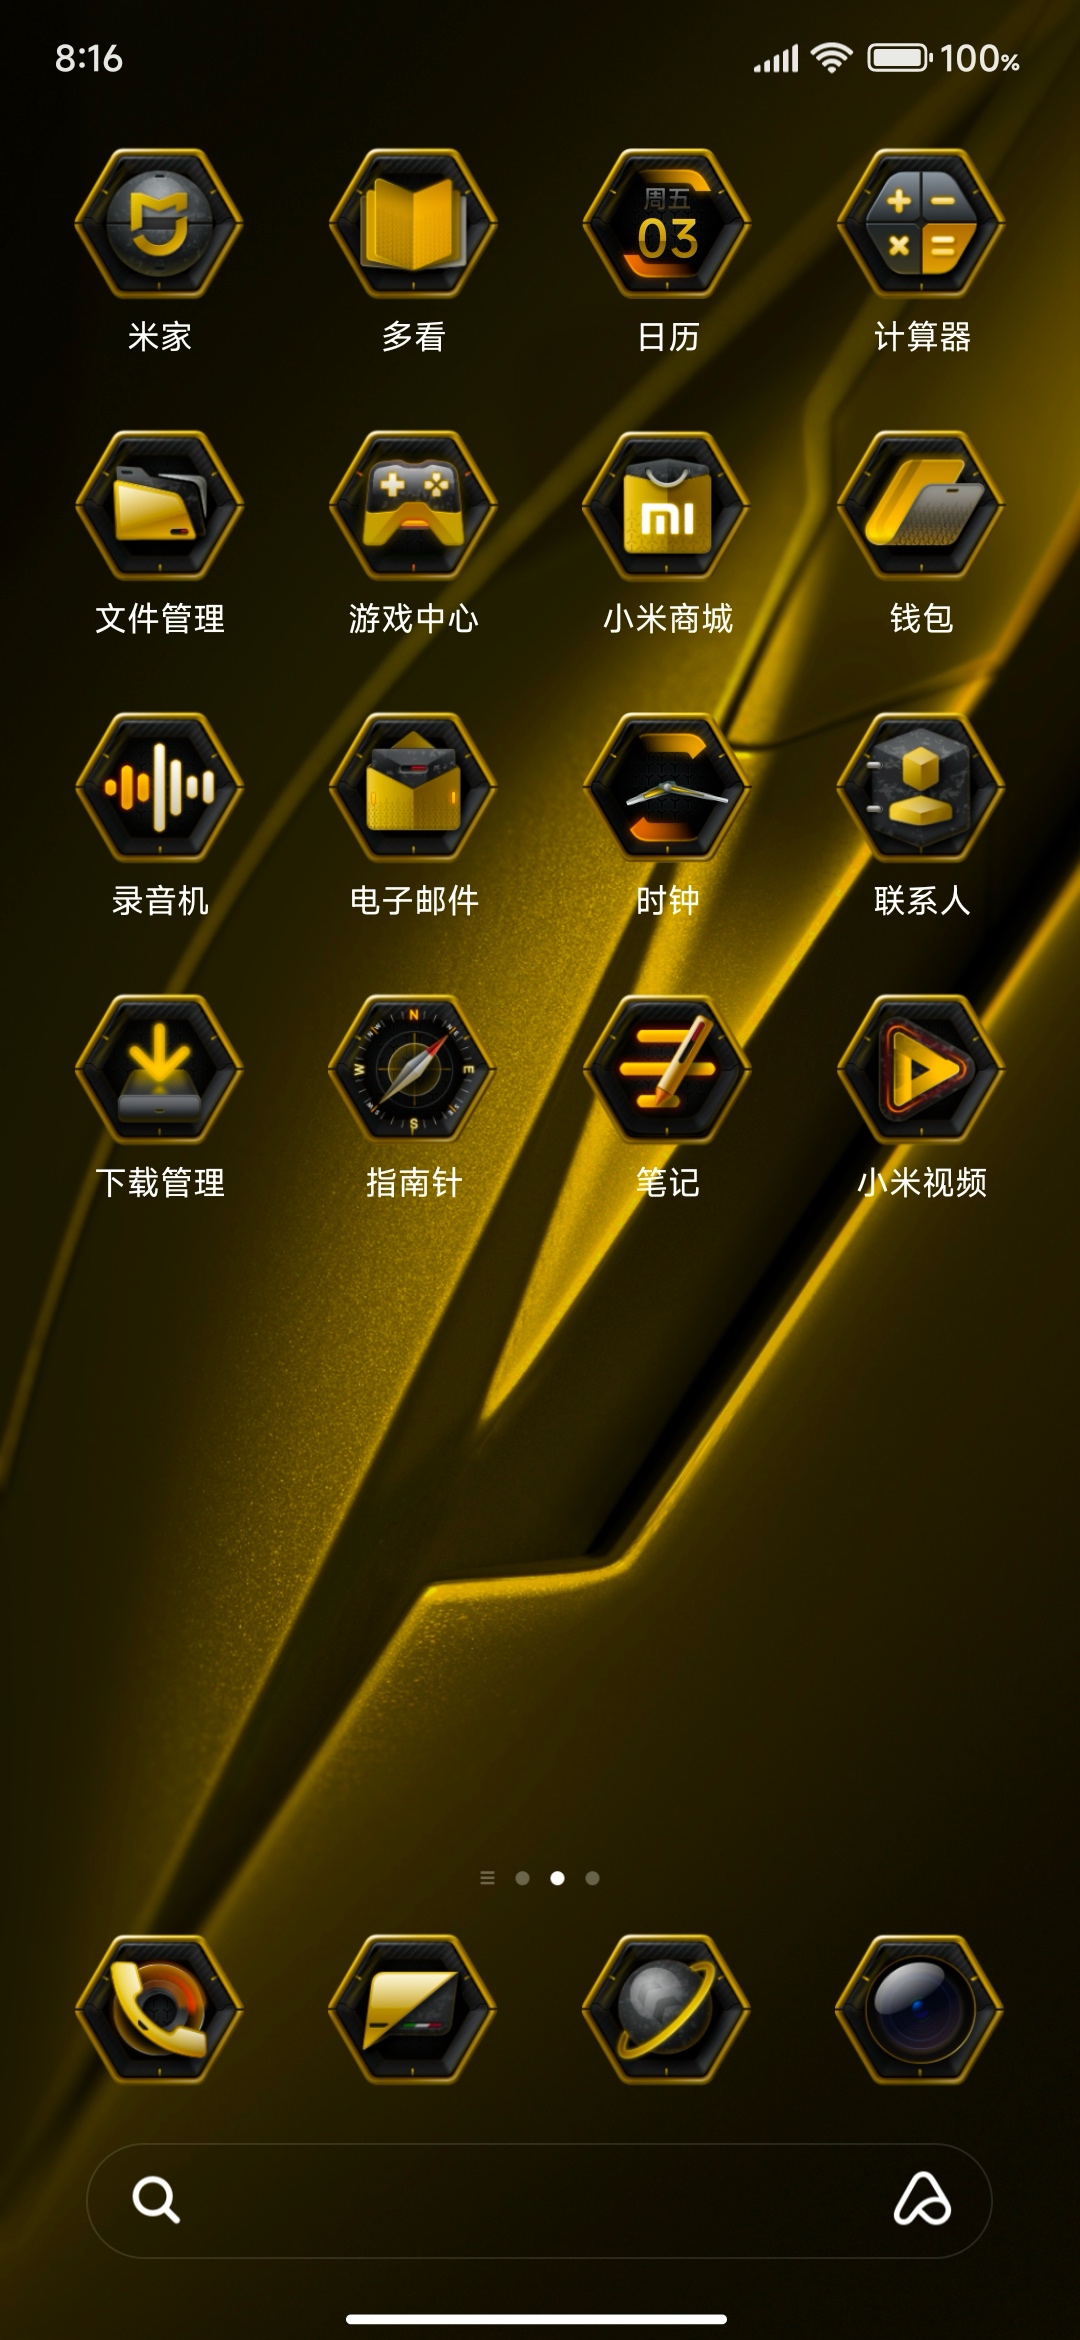 8:16 100%
周五
03
米家 多看 日历 计算器
mi
文件管理 游戏中心 小米商城 钱包
录音机 电子邮件 时钟 联系人
N
W E
S
下载管理 指南针 笔记 小米视频